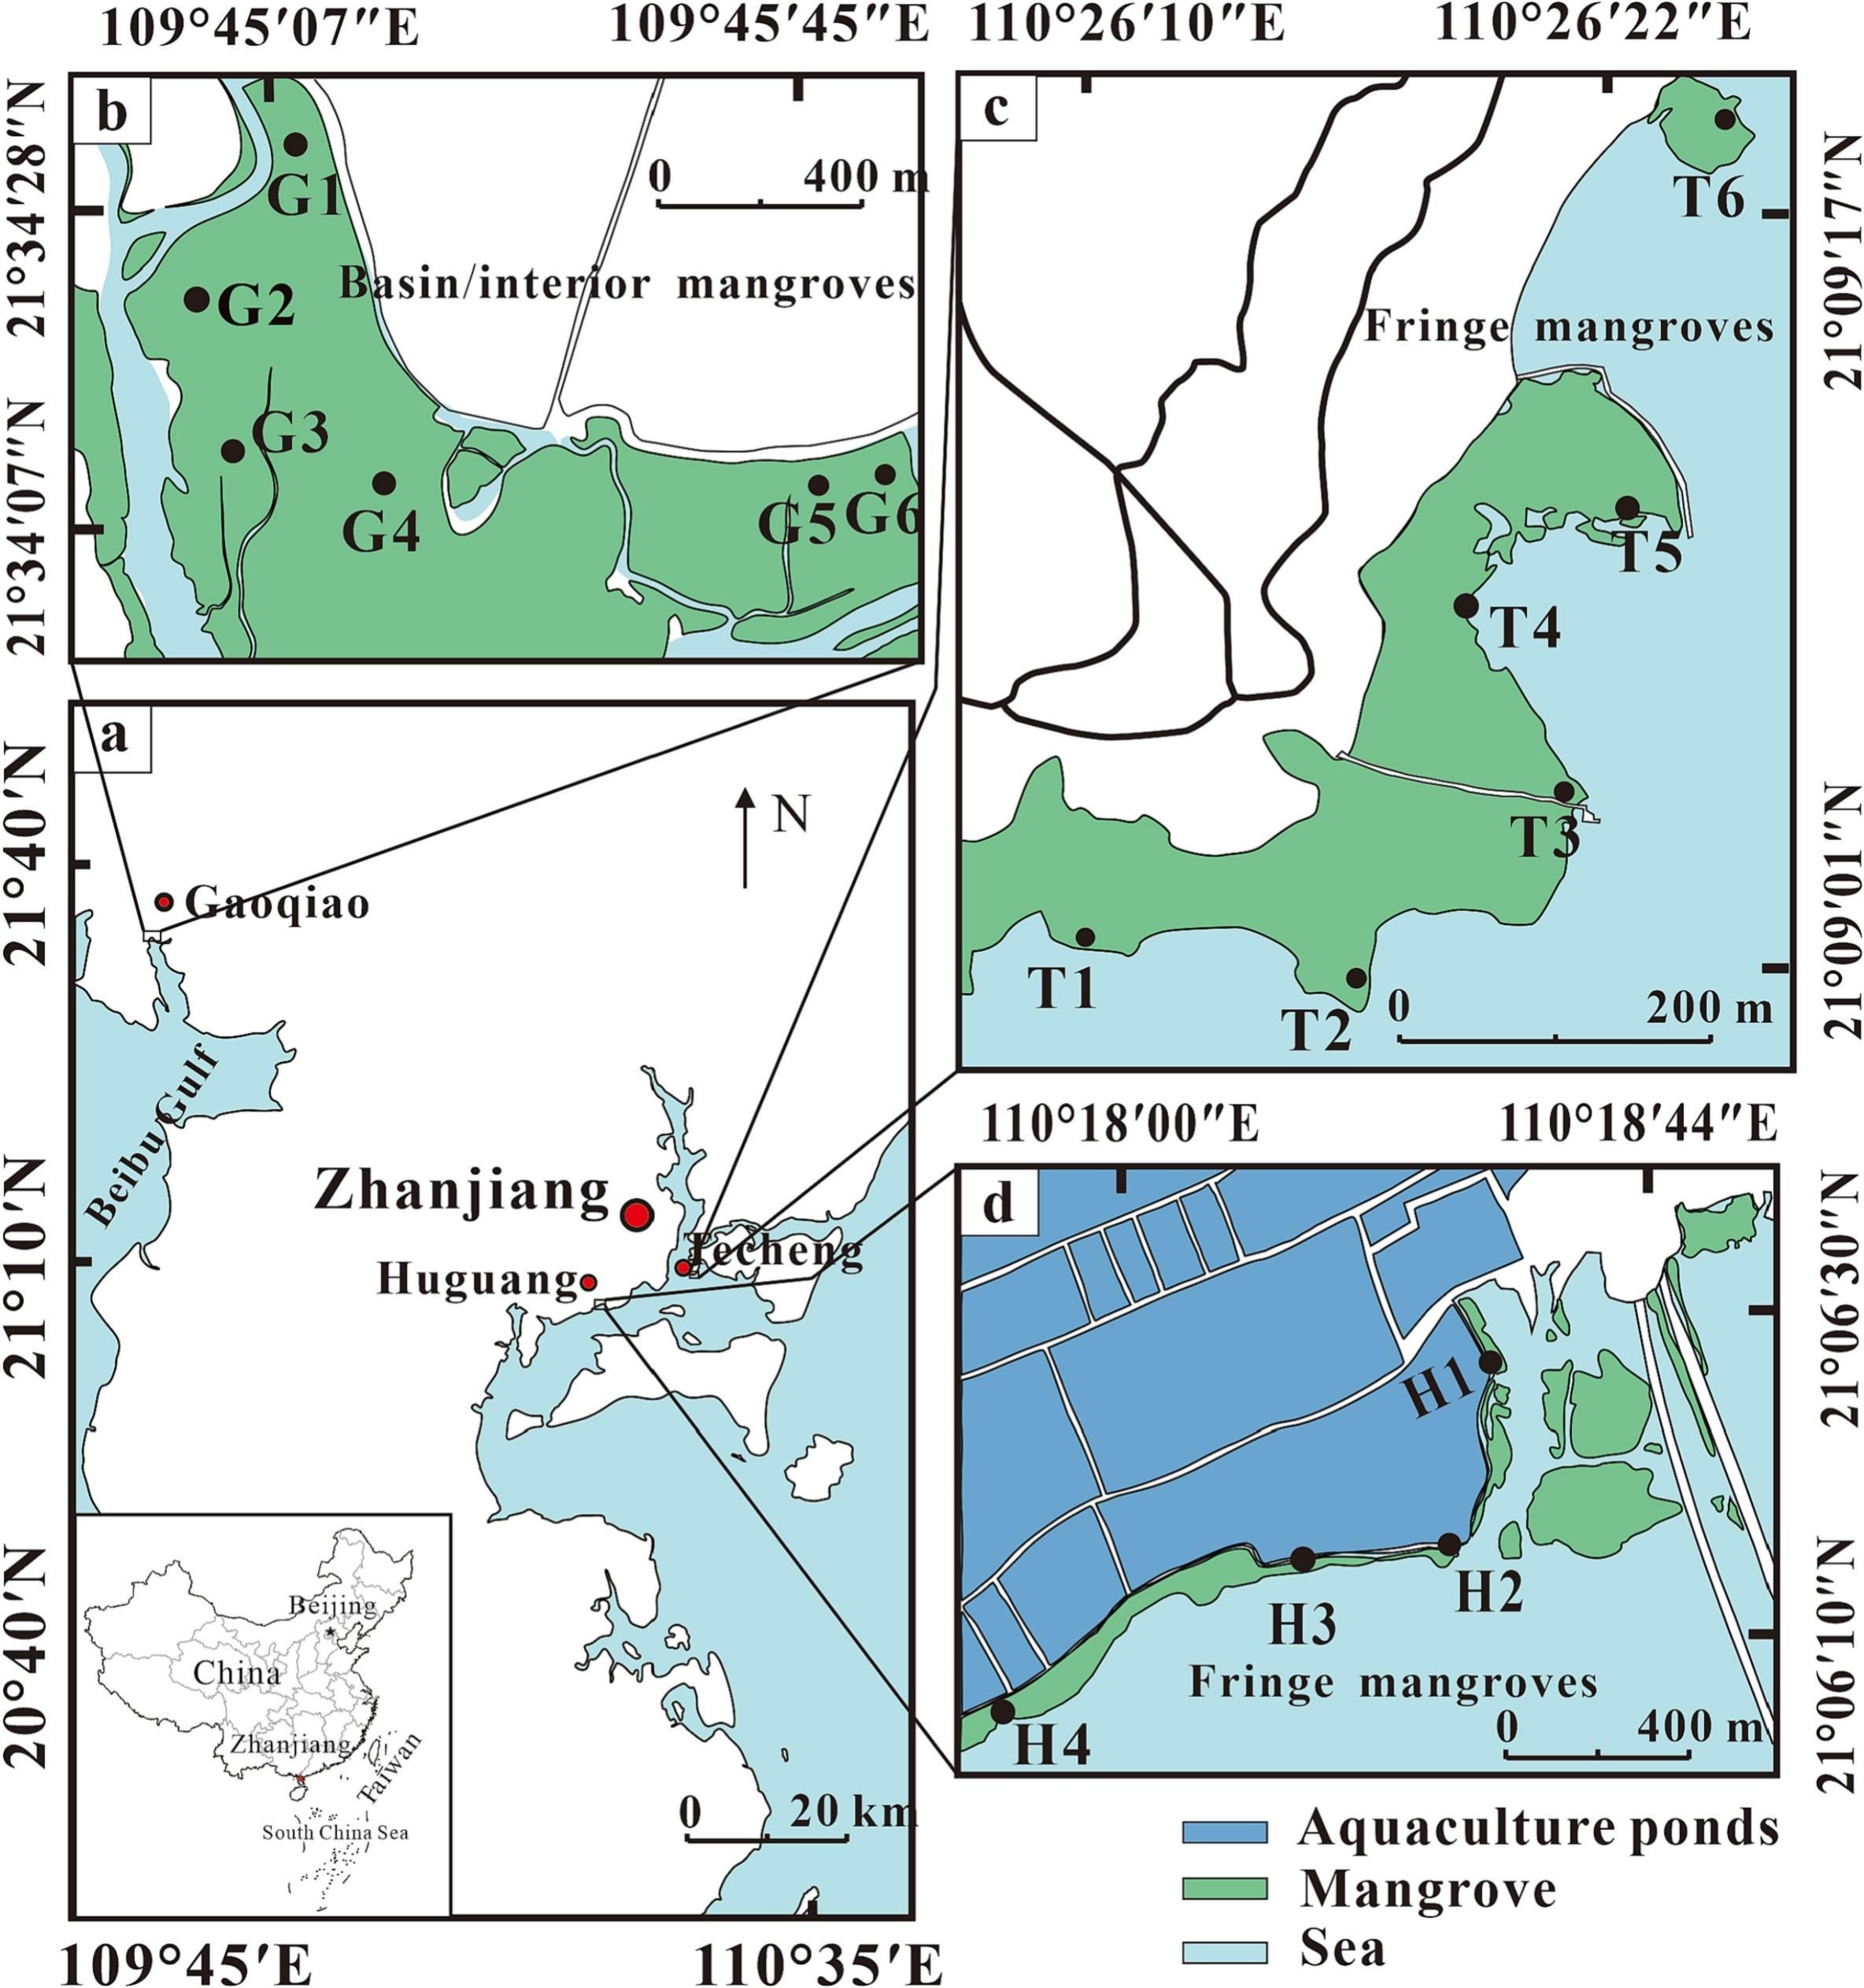 109°45′07″E 109°45′45″E 110°26′10″E 110°26′22″E
b
21°34′28″N
21°34′07″N
0 400 m
G1
Basin/interior mangroves
G2
G3
G4
G5
G6
c
21°09′17″N
21°09′01″N
T6
Fringe mangroves
T5
T4
T3
T1
T2
0 200 m
a
N
21°40′N
21°10′N
20°40′N
Gaoqiao
Beibu Gulf
Zhanjiang
Techeng
Huguang
Beijing
China
Zhanjiang
Taiwan
South China Sea
0 20 km
109°45′E 110°35′E
110°18′00″E 110°18′44″E
d
21°06′30″N
21°06′10″N
H1
H2
H3
Fringe mangroves
H4
0 400 m
Aquaculture ponds
Mangrove
Sea